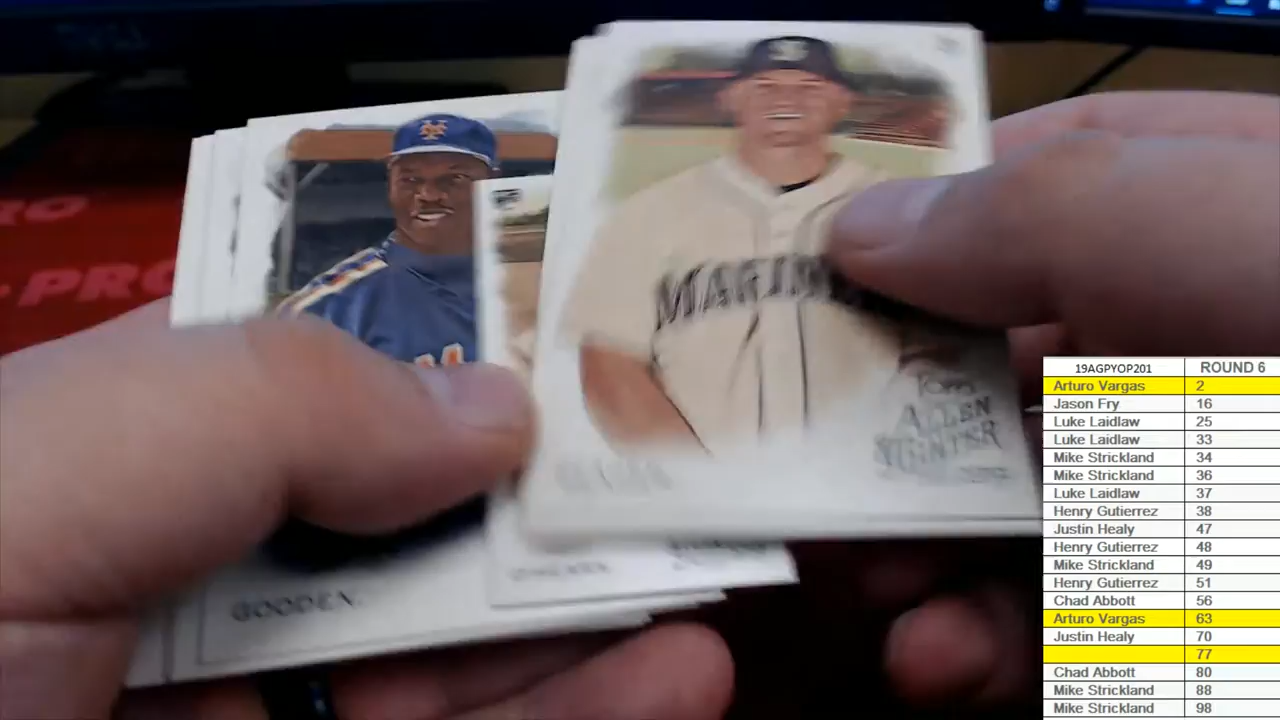 RO
-PRO
MARIN
Topps
ALLEN
& GINTER
GOODEN
19AGPYOP201 ROUND 6
Arturo Vargas 2
Jason Fry 16
Luke Laidlaw 25
Luke Laidlaw 33
Mike Strickland 34
Mike Strickland 36
Luke Laidlaw 37
Henry Gutierrez 38
Justin Healy 47
Henry Gutierrez 48
Mike Strickland 49
Henry Gutierrez 51
Chad Abbott 56
Arturo Vargas 63
Justin Healy 70
77
Chad Abbott 80
Mike Strickland 88
Mike Strickland 98